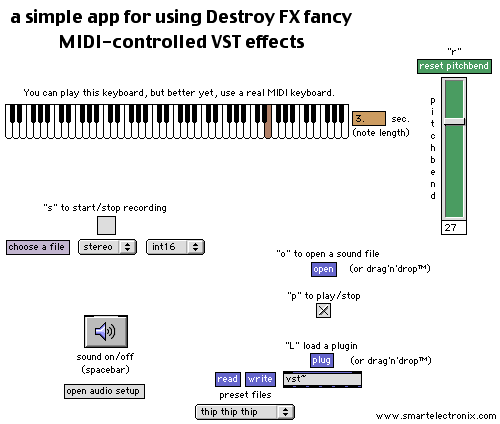 a simple app for using Destroy FX fancy
MIDI-controlled VST effects
"r"
reset pitchbend
You can play this keyboard, but better yet, use a real MIDI keyboard.
3. sec.
(note length)
pitchbend
27
"s" to start/stop recording
choose a file stereo int16
"o" to open a sound file
open (or drag'n'drop™)
"p" to play/stop
sound on/off
(spacebar)
open audio setup
"L" load a plugin
plug (or drag'n'drop™)
read write vst~
preset files
thip thip thip
www.smartelectronix.com